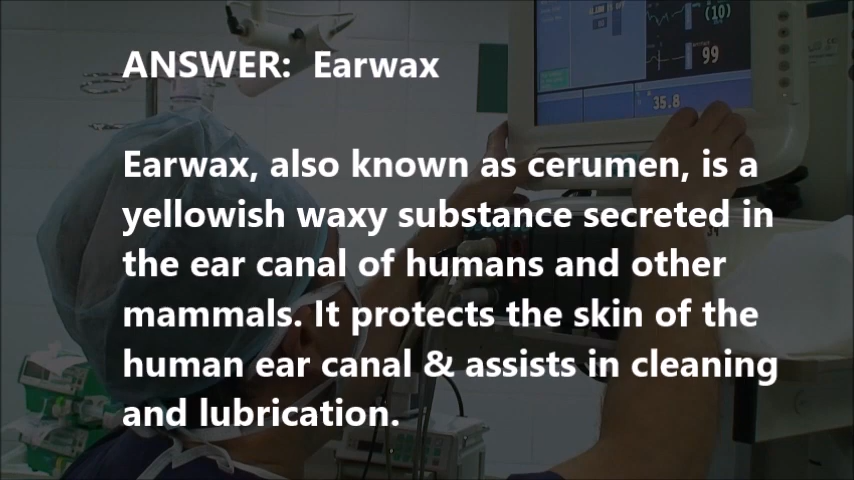 ANSWER:  Earwax
Earwax, also known as cerumen, is a
yellowish waxy substance secreted in
the ear canal of humans and other
mammals. It protects the skin of the
human ear canal & assists in cleaning
and lubrication.
(10)
99
35.8